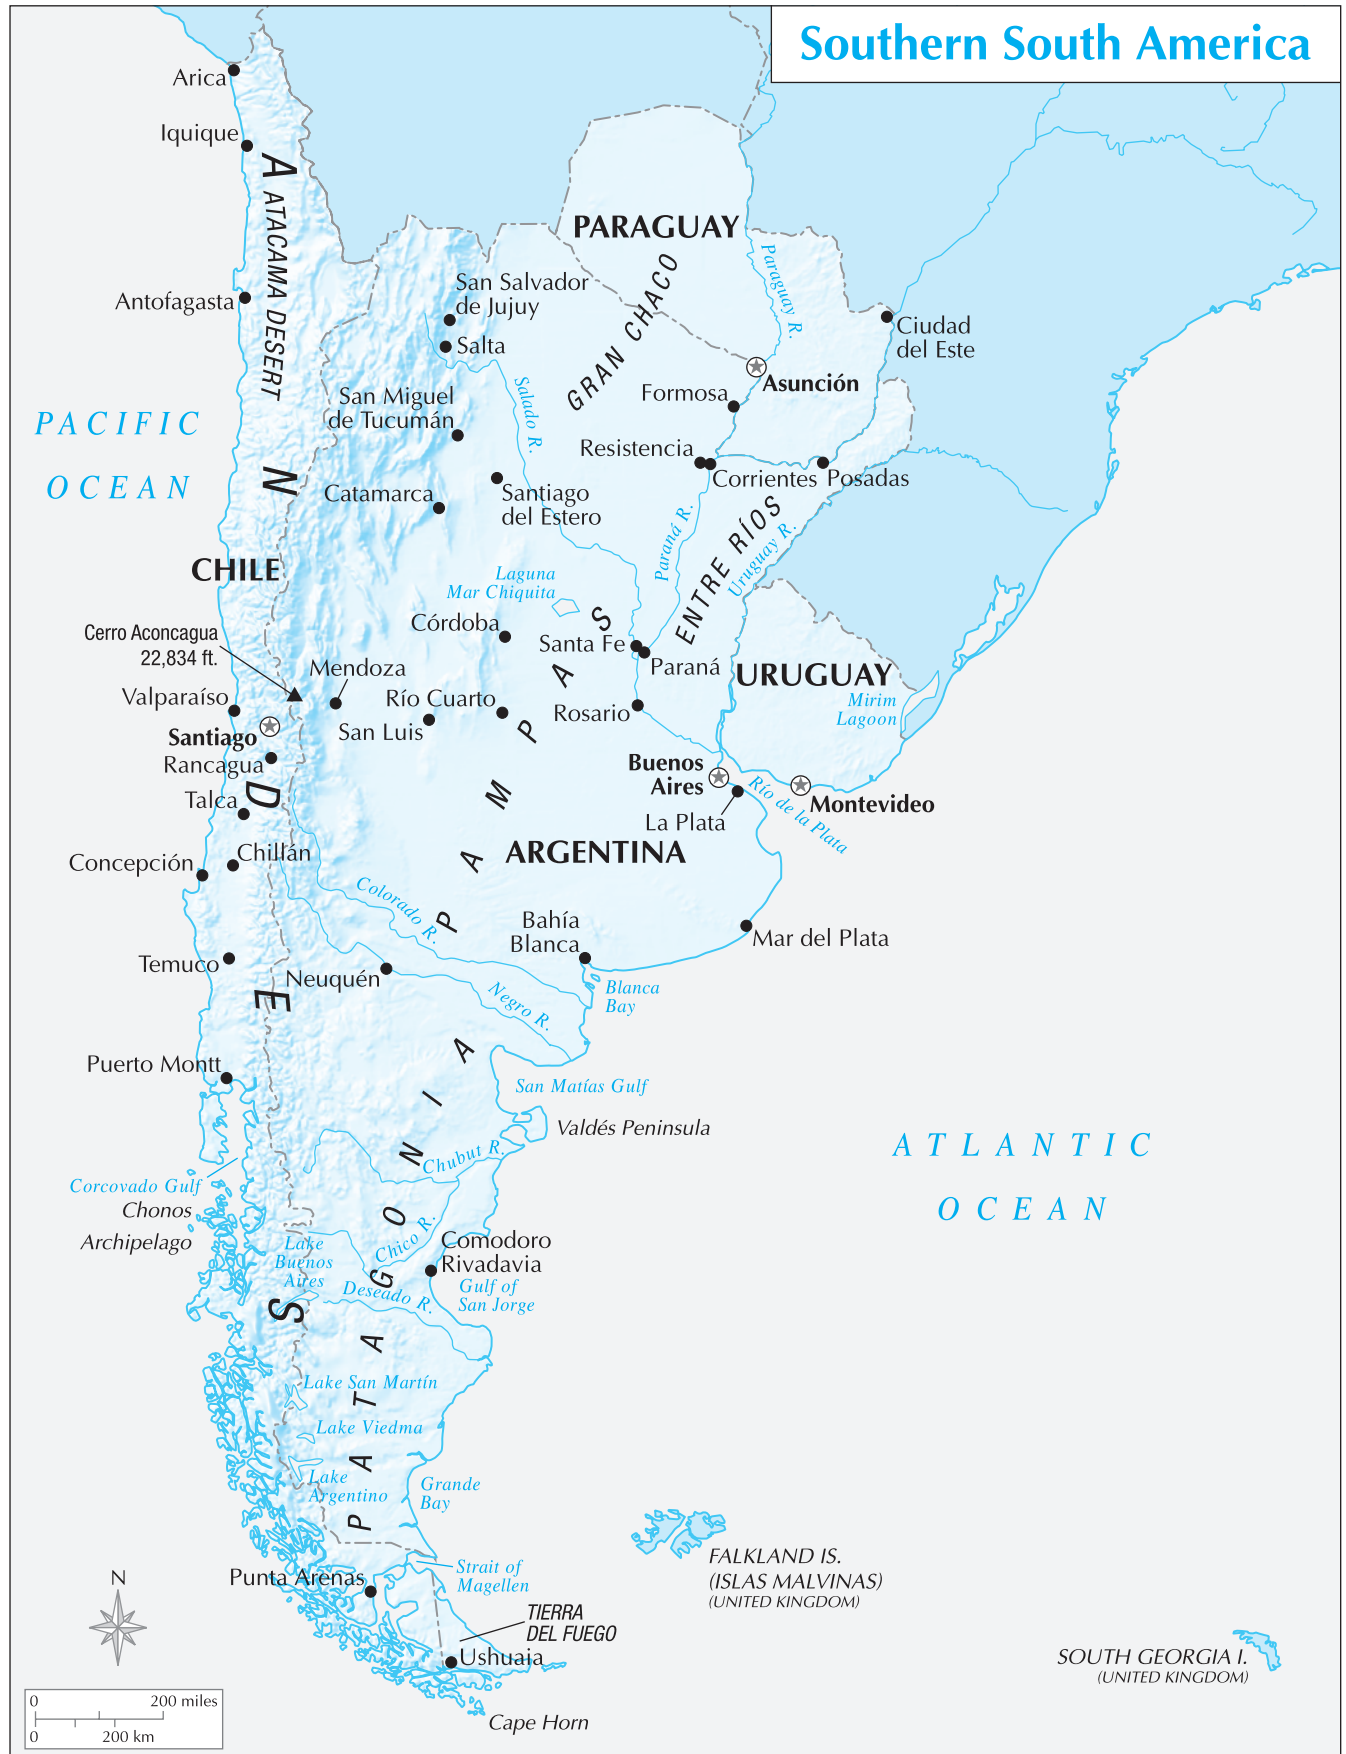 Southern South America
Arica
Iquique
A
ATACAMA DESERT
PARAGUAY
Paraguay R.
GRAN CHACO
San Salvador
de Jujuy
Antofagasta
Salta
Ciudad
del Este
Asunción
Formosa
San Miguel
de Tucumán
Salado R.
PACIFIC
OCEAN
Resistencia
Corrientes
Posadas
N
Catamarca
Santiago
del Estero
Paraná R.
ENTRE RÍOS
Uruguay R.
CHILE
Laguna
Mar Chiquita
Córdoba
Santa Fe
Paraná
Cerro Aconcagua
22,834 ft.
Mendoza
URUGUAY
Mirim
Lagoon
Valparaíso
Río Cuarto
San Luis
Rosario
Santiago
Rancagua
Buenos
Aires
Río de la Plata
Montevideo
La Plata
D
Talca
PAMPAS
ARGENTINA
Concepción
Chillán
Colorado R.
Bahía
Blanca
Mar del Plata
Temuco
Neuquén
Blanca
Bay
E
Negro R.
Puerto Montt
San Matías Gulf
Valdés Peninsula
PATAGONIA
Chubut R.
ATLANTIC
OCEAN
Corcovado Gulf
Chonos
Archipelago
Chico R.
Comodoro
Rivadavia
Lake
Buenos
Aires
Deseado R.
Gulf of
San Jorge
S
Lake San Martín
Lake Viedma
Lake
Argentino
Grande
Bay
FALKLAND IS.
(ISLAS MALVINAS)
(UNITED KINGDOM)
Strait of
Magellen
Punta Arenas
TIERRA
DEL FUEGO
Ushuaia
SOUTH GEORGIA I.
(UNITED KINGDOM)
Cape Horn
N
0 200 miles
0 200 km